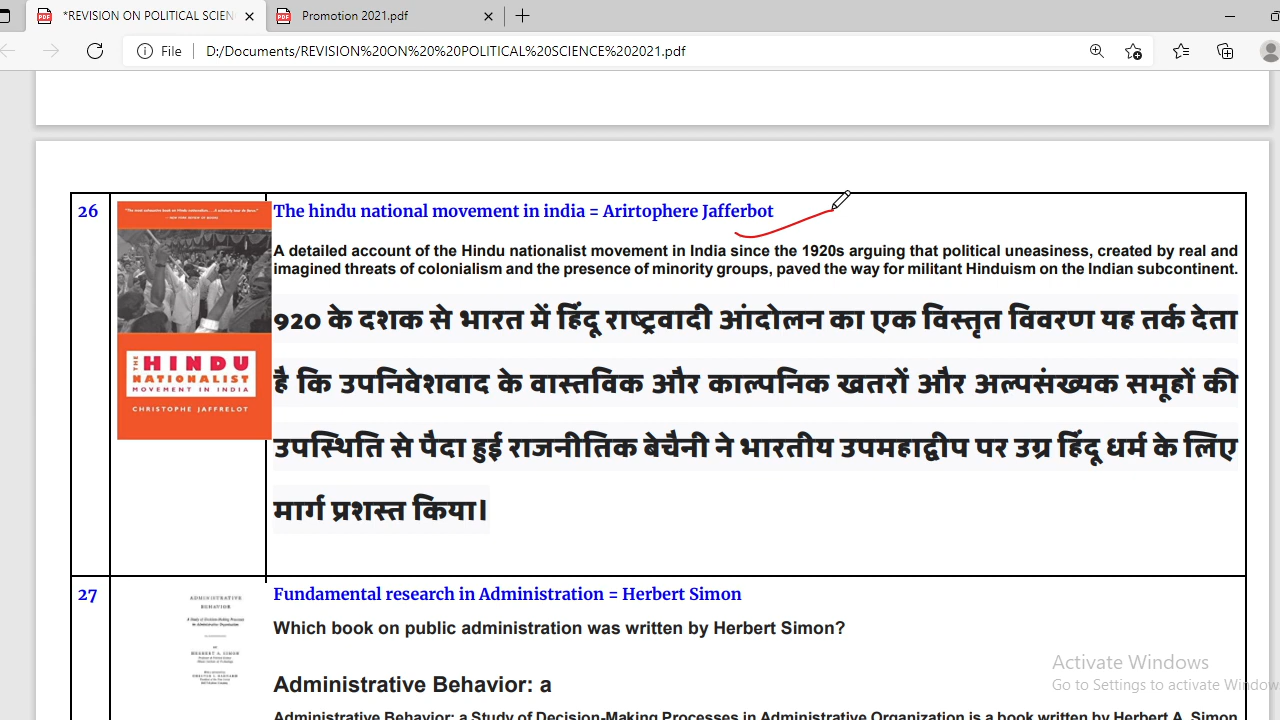 *REVISION ON POLITICAL SCIEN
Promotion 2021.pdf
File
D:/Documents/REVISION%20ON%20%20POLITICAL%20SCIENCE%202021.pdf
26
The hindu national movement in india = Arirtophere Jafferbot
A detailed account of the Hindu nationalist movement in India since the 1920s arguing that political uneasiness, created by real and
imagined threats of colonialism and the presence of minority groups, paved the way for militant Hinduism on the Indian subcontinent.
920 के दशक से भारत में हिंदू राष्ट्रवादी आंदोलन का एक विस्तृत विवरण यह तर्क देता
है कि उपनिवेशवाद के वास्तविक और काल्पनिक खतरों और अल्पसंख्यक समूहों की
उपस्थिति से पैदा हुई राजनीतिक बेचैनी ने भारतीय उपमहाद्वीप पर उग्र हिंदू धर्म के लिए
मार्ग प्रशस्त किया।
THE
HINDU
NATIONALIST
MOVEMENT IN INDIA
CHRISTOPHE JAFFRELOT
27
Fundamental research in Administration = Herbert Simon
Which book on public administration was written by Herbert Simon?
Administrative Behavior: a
Administrative Behavior: a Study of Decision-Making Processes in Administrative Organization is a book written by Herbert A. Simon
ADMINISTRATIVE
BEHAVIOR
Activate Windows
Go to Settings to activate Window